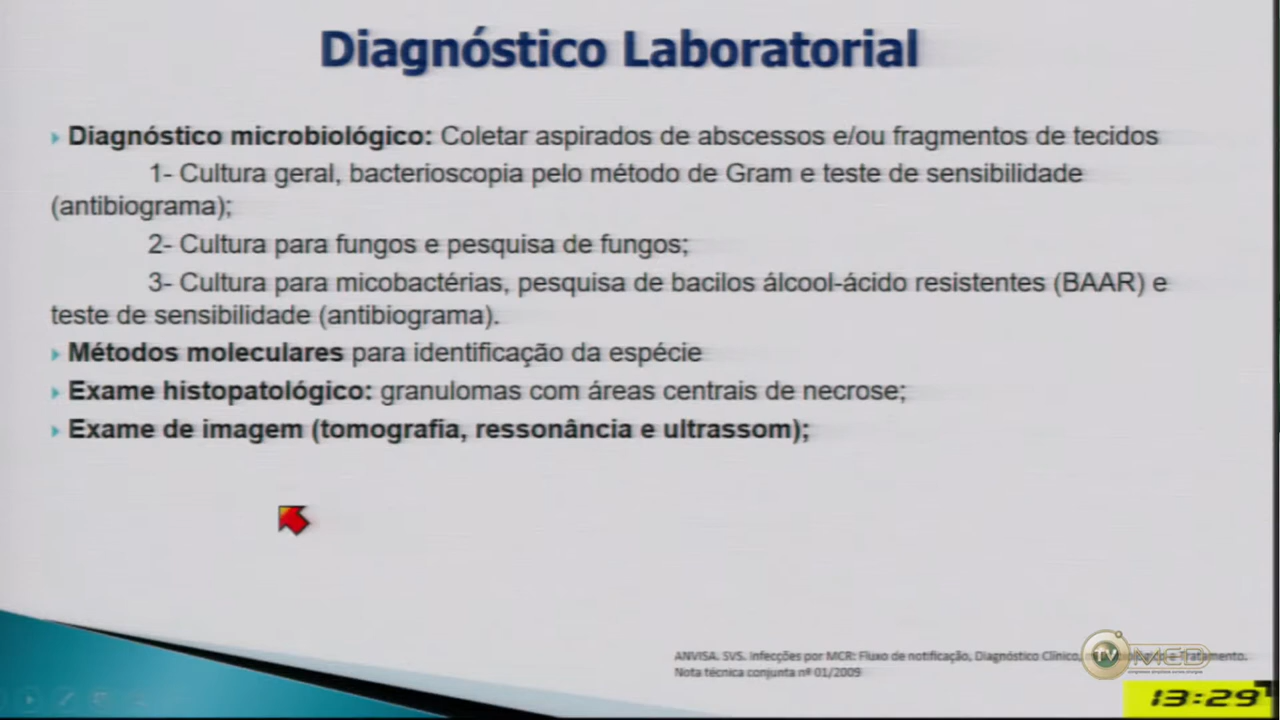 Diagnóstico Laboratorial
Diagnóstico microbiológico: Coletar aspirados de abscessos e/ou fragmentos de tecidos
1- Cultura geral, bacterioscopia pelo método de Gram e teste de sensibilidade
(antibiograma);
2- Cultura para fungos e pesquisa de fungos;
3- Cultura para micobactérias, pesquisa de bacilos álcool-ácido resistentes (BAAR) e
teste de sensibilidade (antibiograma).
Métodos moleculares para identificação da espécie
Exame histopatológico: granulomas com áreas centrais de necrose;
Exame de imagem (tomografia, ressonância e ultrassom);
ANVISA. SVS. Infecções por MCR: Fluxo de notificação, Diagnóstico Clínico, e Tratamento.
Nota técnica conjunta nº 01/2009
TV MED
13:29